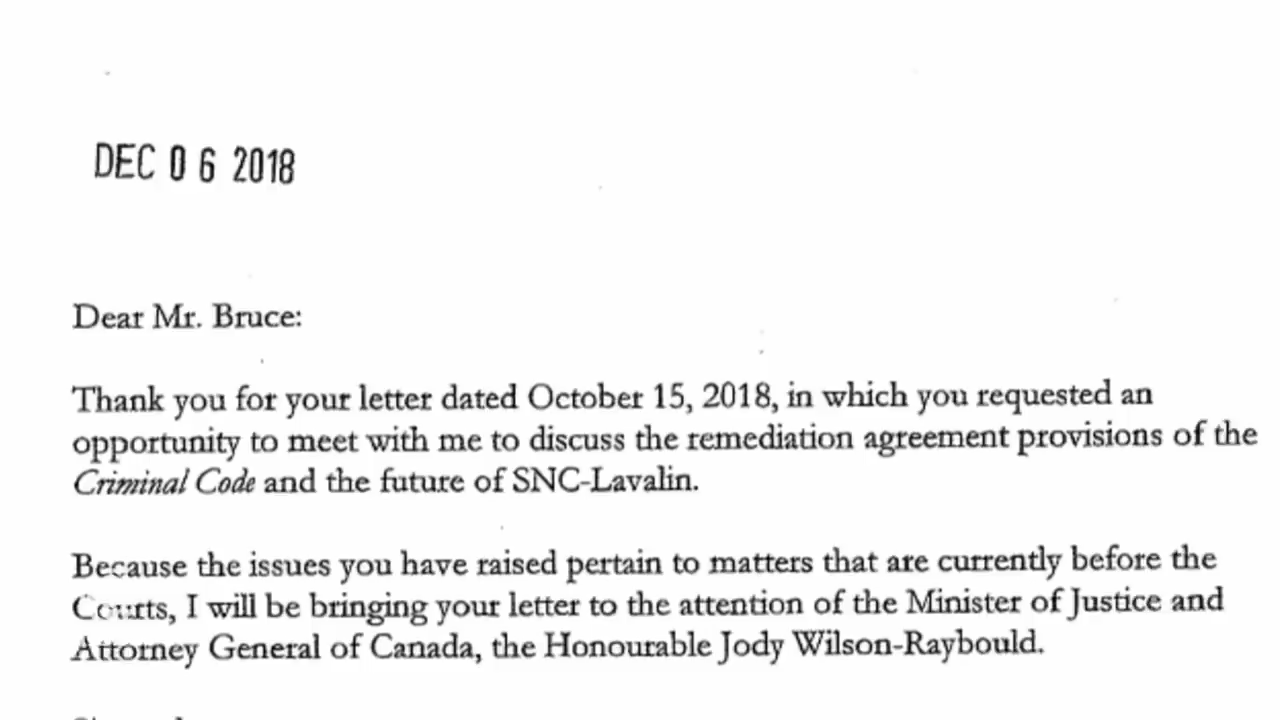 DEC 06 2018
Dear Mr. Bruce:
Thank you for your letter dated October 15, 2018, in which you requested an
opportunity to meet with me to discuss the remediation agreement provisions of the
Criminal Code and the future of SNC-Lavalin.
Because the issues you have raised pertain to matters that are currently before the
Courts, I will be bringing your letter to the attention of the Minister of Justice and
Attorney General of Canada, the Honourable Jody Wilson-Raybould.